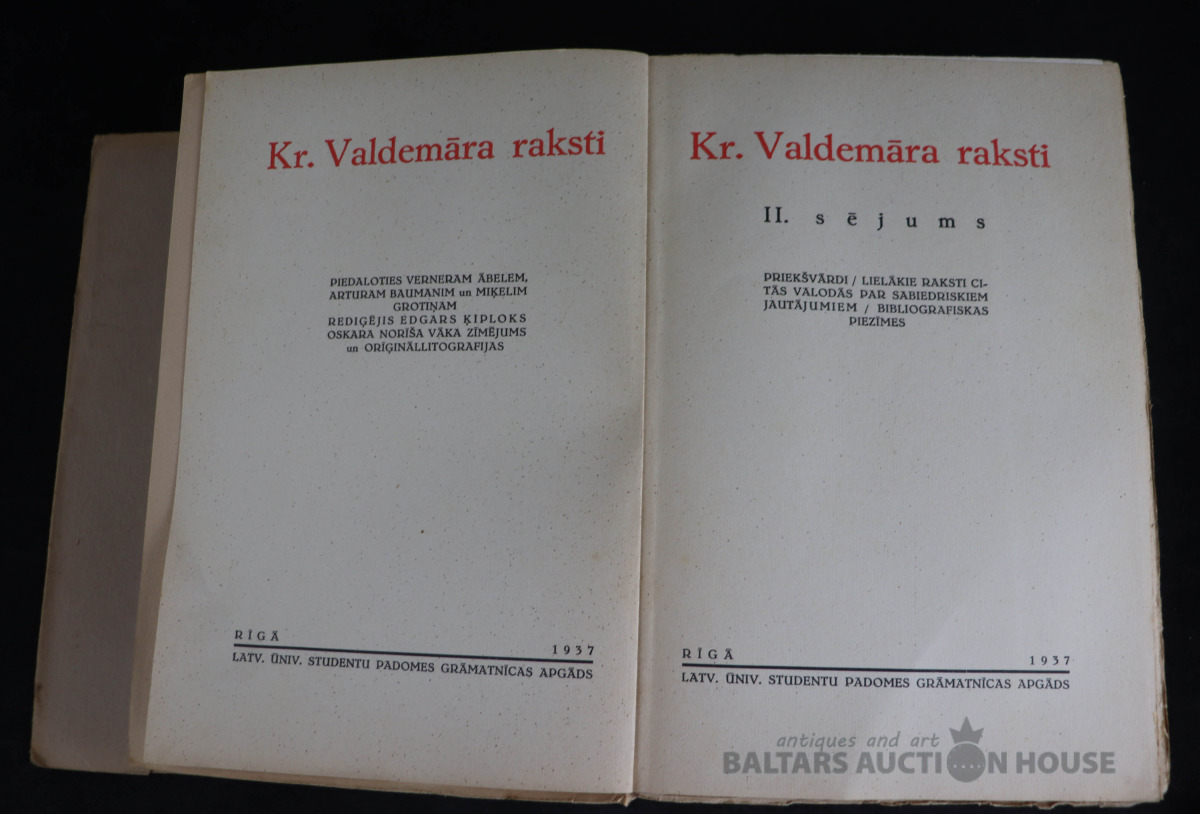 Kr. Valdemāra raksti
PIEDALOTIES VERNERAM ĀBELEM,
ARTURAM BAUMANIM un MIĶELIM
GROTIŅAM
REDIĢĒJIS EDGARS ĶIPLOKS
OSKARA NORĪŠA VĀKA ZĪMĒJUMS
un ORĪĢINĀLLITOGRAFIJAS
RĪGĀ 1937
LATV. ŪNIV. STUDENTU PADOMES GRĀMATNĪCAS APGĀDS
Kr. Valdemāra raksti
II. sējums
PRIEKŠVĀRDI / LIELĀKIE RAKSTI CI-
TĀS VALODĀS PAR SABIEDRISKIEM
JAUTĀJUMIEM / BIBLIOGRAFISKAS
PIEZĪMES
RĪGĀ 1937
LATV. ŪNIV. STUDENTU PADOMES GRĀMATNĪCAS APGĀDS
antiques and art
BALTARS AUCTION HOUSE